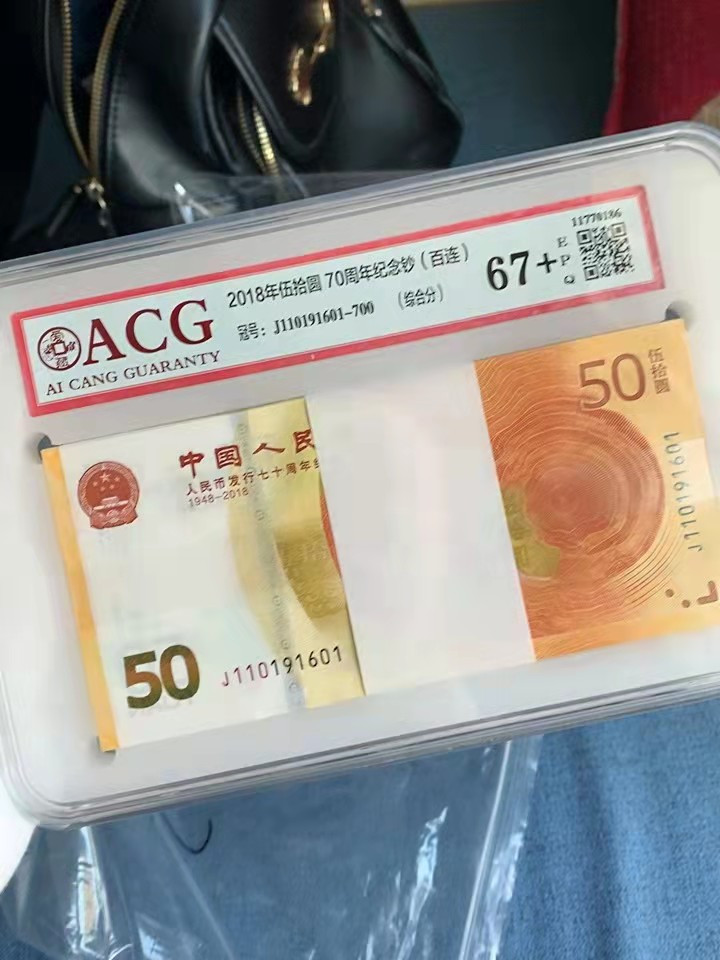 11770186
ACG
AI CANG GUARANTY
2018年伍拾圆 70周年纪念钞(百连)
冠号: J110191601-700 (综合分)
67+
E
P
Q
中国人民
人民币发行七十周年纪
1948-2018
50
J110191601
50
伍拾圆
J110191601